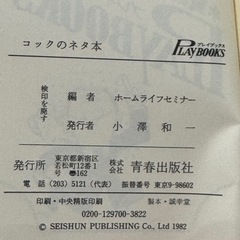 コックのネタ本
プレイブックス
PLAYBOOKS
検印を廃す
編者 ホームライフセミナー
発行者 小澤和一
発行所 東京都新宿区若松町12番1号〒162
株式会社 青春出版社
電話 (203) 5121 (代表) 振替番号 東京9-98602
印刷・中央精版印刷 製本・誠幸堂
0200-129700-3822
© SEISHUN PUBLISHING Co.,Ltd 1982